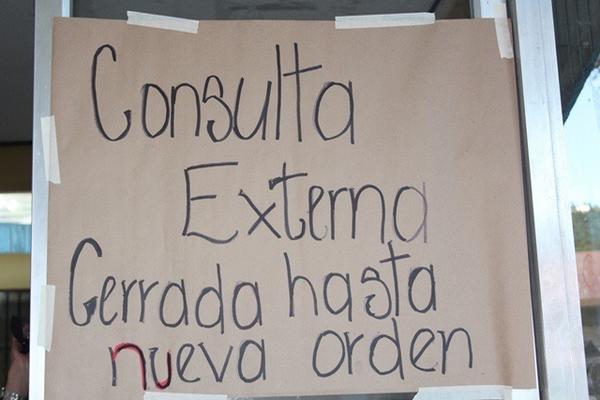 Consulta
Externa
Cerrada hasta
nueva orden